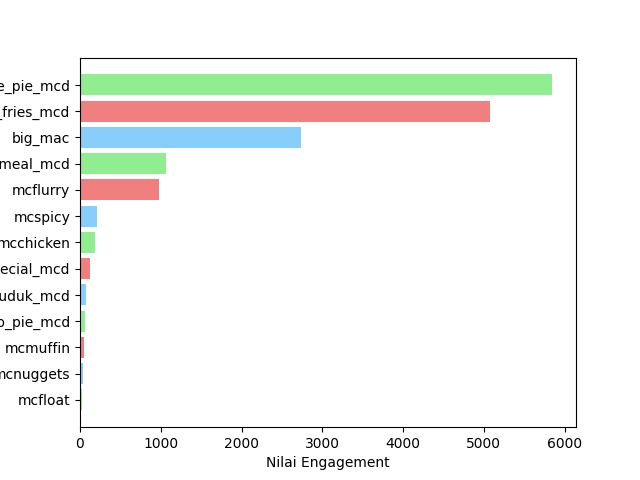 e_pie_mcd
_fries_mcd
big_mac
meal_mcd
mcflurry
mcspicy
mcchicken
ecial_mcd
uduk_mcd
o_pie_mcd
mcmuffin
mcnuggets
mcfloat
0 1000 2000 3000 4000 5000 6000
Nilai Engagement